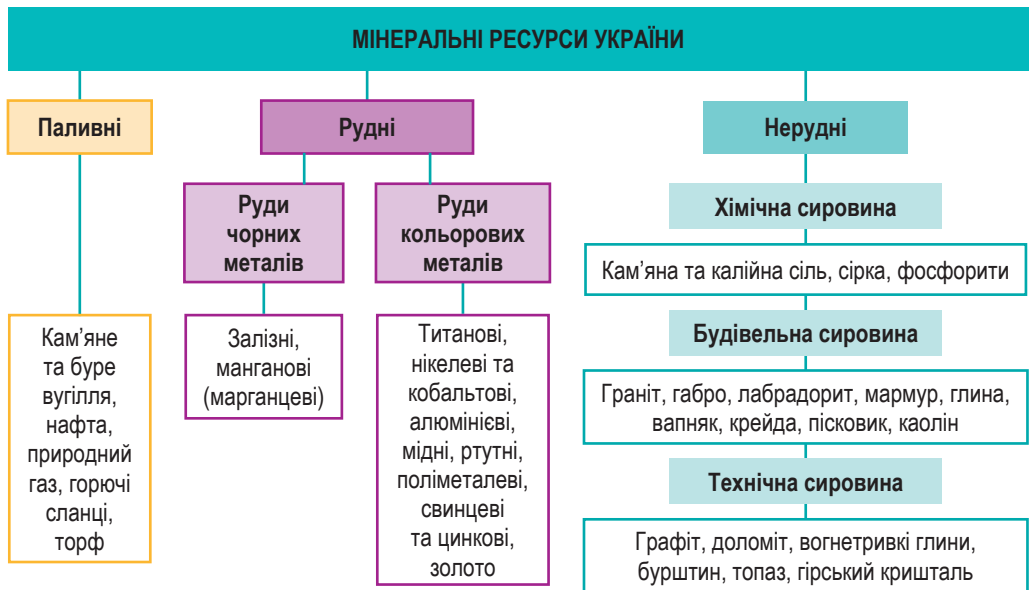 МІНЕРАЛЬНІ РЕСУРСИ УКРАЇНИ
Паливні
Кам’яне
та буре
вугілля,
нафта,
природний
газ, горючі
сланці,
торф
Рудні
Руди
чорних
металів
Залізні,
манганові
(марганцеві)
Руди
кольорових
металів
Титанові,
нікелеві та
кобальтові,
алюмінієві,
мідні, ртутні,
поліметалеві,
свинцеві
та цинкові,
золото
Нерудні
Хімічна сировина
Кам’яна та калійна сіль, сірка, фосфорити
Будівельна сировина
Граніт, габро, лабрадорит, мармур, глина,
вапняк, крейда, пісковик, каолін
Технічна сировина
Графіт, доломіт, вогнетривкі глини,
бурштин, топаз, гірський кришталь